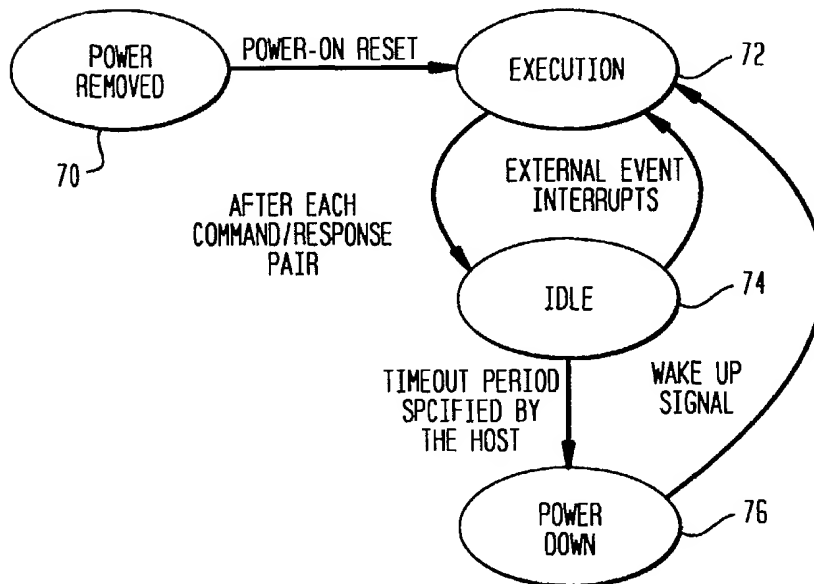 POWER
REMOVED
70
POWER-ON RESET
EXECUTION
72
AFTER EACH
COMMAND/RESPONSE
PAIR
EXTERNAL EVENT
INTERRUPTS
IDLE
74
TIMEOUT PERIOD
SPCIFIED BY
THE HOST
WAKE UP
SIGNAL
POWER
DOWN
76